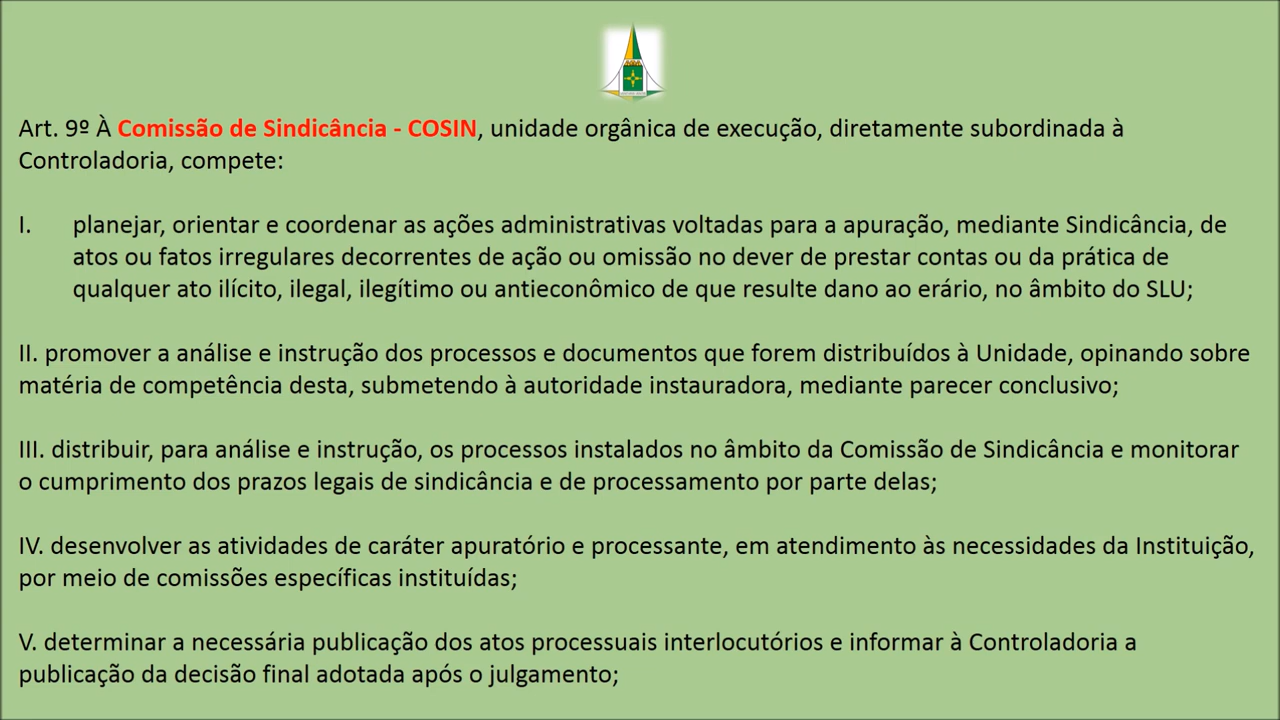 Art. 9º À Comissão de Sindicância - COSIN, unidade orgânica de execução, diretamente subordinada à
Controladoria, compete:
I. planejar, orientar e coordenar as ações administrativas voltadas para a apuração, mediante Sindicância, de
atos ou fatos irregulares decorrentes de ação ou omissão no dever de prestar contas ou da prática de
qualquer ato ilícito, ilegal, ilegítimo ou antieconômico de que resulte dano ao erário, no âmbito do SLU;
II. promover a análise e instrução dos processos e documentos que forem distribuídos à Unidade, opinando sobre
matéria de competência desta, submetendo à autoridade instauradora, mediante parecer conclusivo;
III. distribuir, para análise e instrução, os processos instalados no âmbito da Comissão de Sindicância e monitorar
o cumprimento dos prazos legais de sindicância e de processamento por parte delas;
IV. desenvolver as atividades de caráter apuratório e processante, em atendimento às necessidades da Instituição,
por meio de comissões específicas instituídas;
V. determinar a necessária publicação dos atos processuais interlocutórios e informar à Controladoria a
publicação da decisão final adotada após o julgamento;